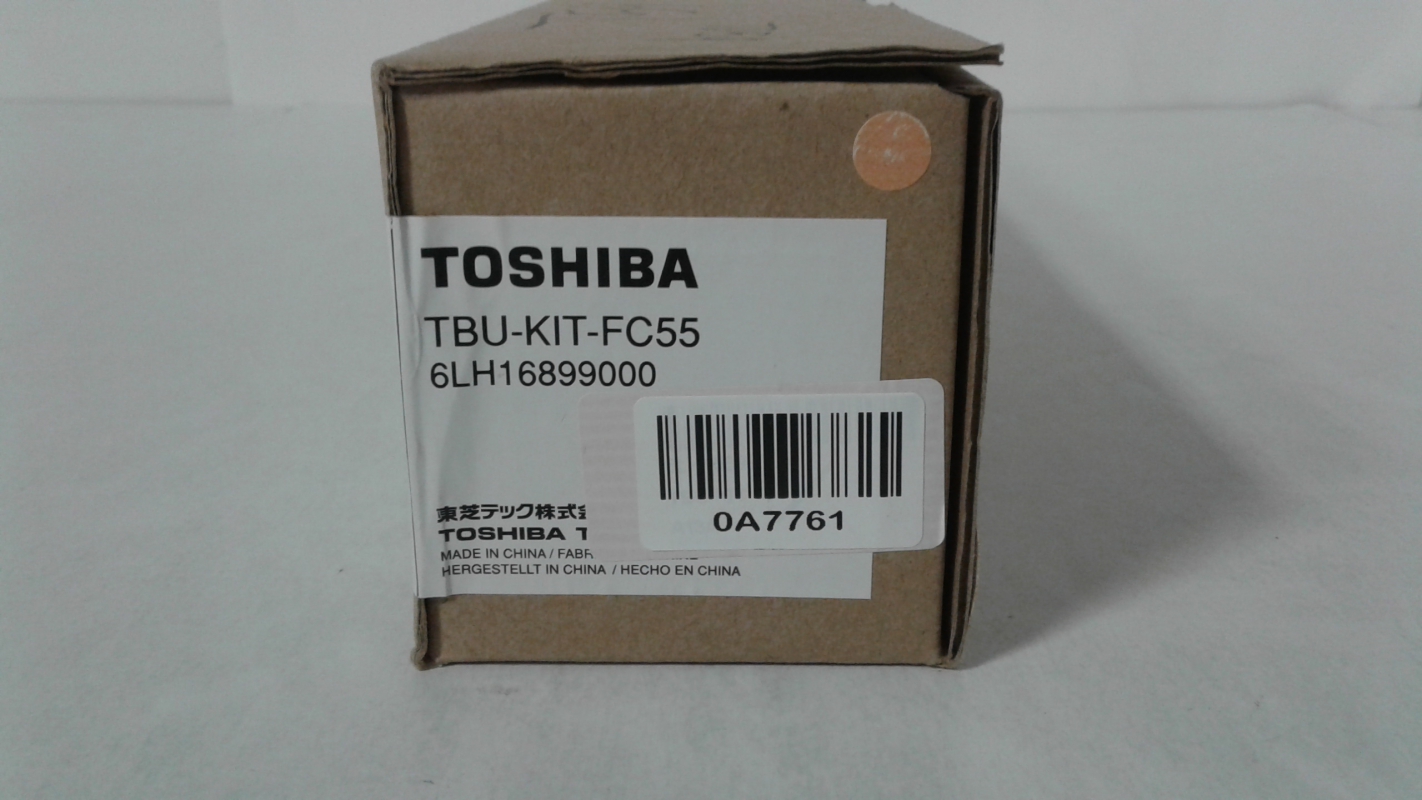 TOSHIBA
TBU-KIT-FC55
6LH16899000
0A7761
東芝テック株式
TOSHIBA T
MADE IN CHINA / FABR
HERGESTELLT IN CHINA / HECHO EN CHINA